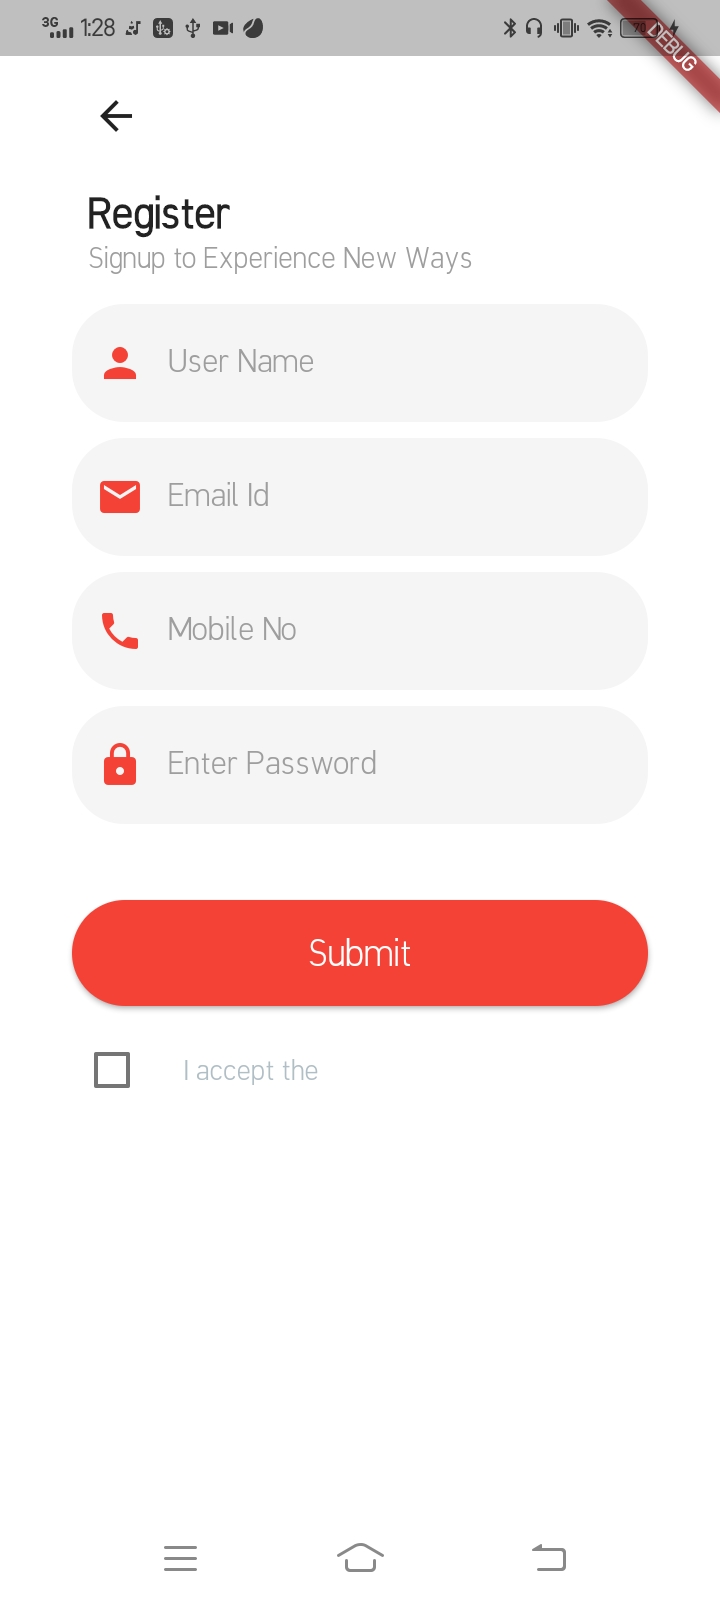 3G 1:28 70
DEBUG
Register
Signup to Experience New Ways
User Name
Email Id
Mobile No
Enter Password
Submit
I accept the